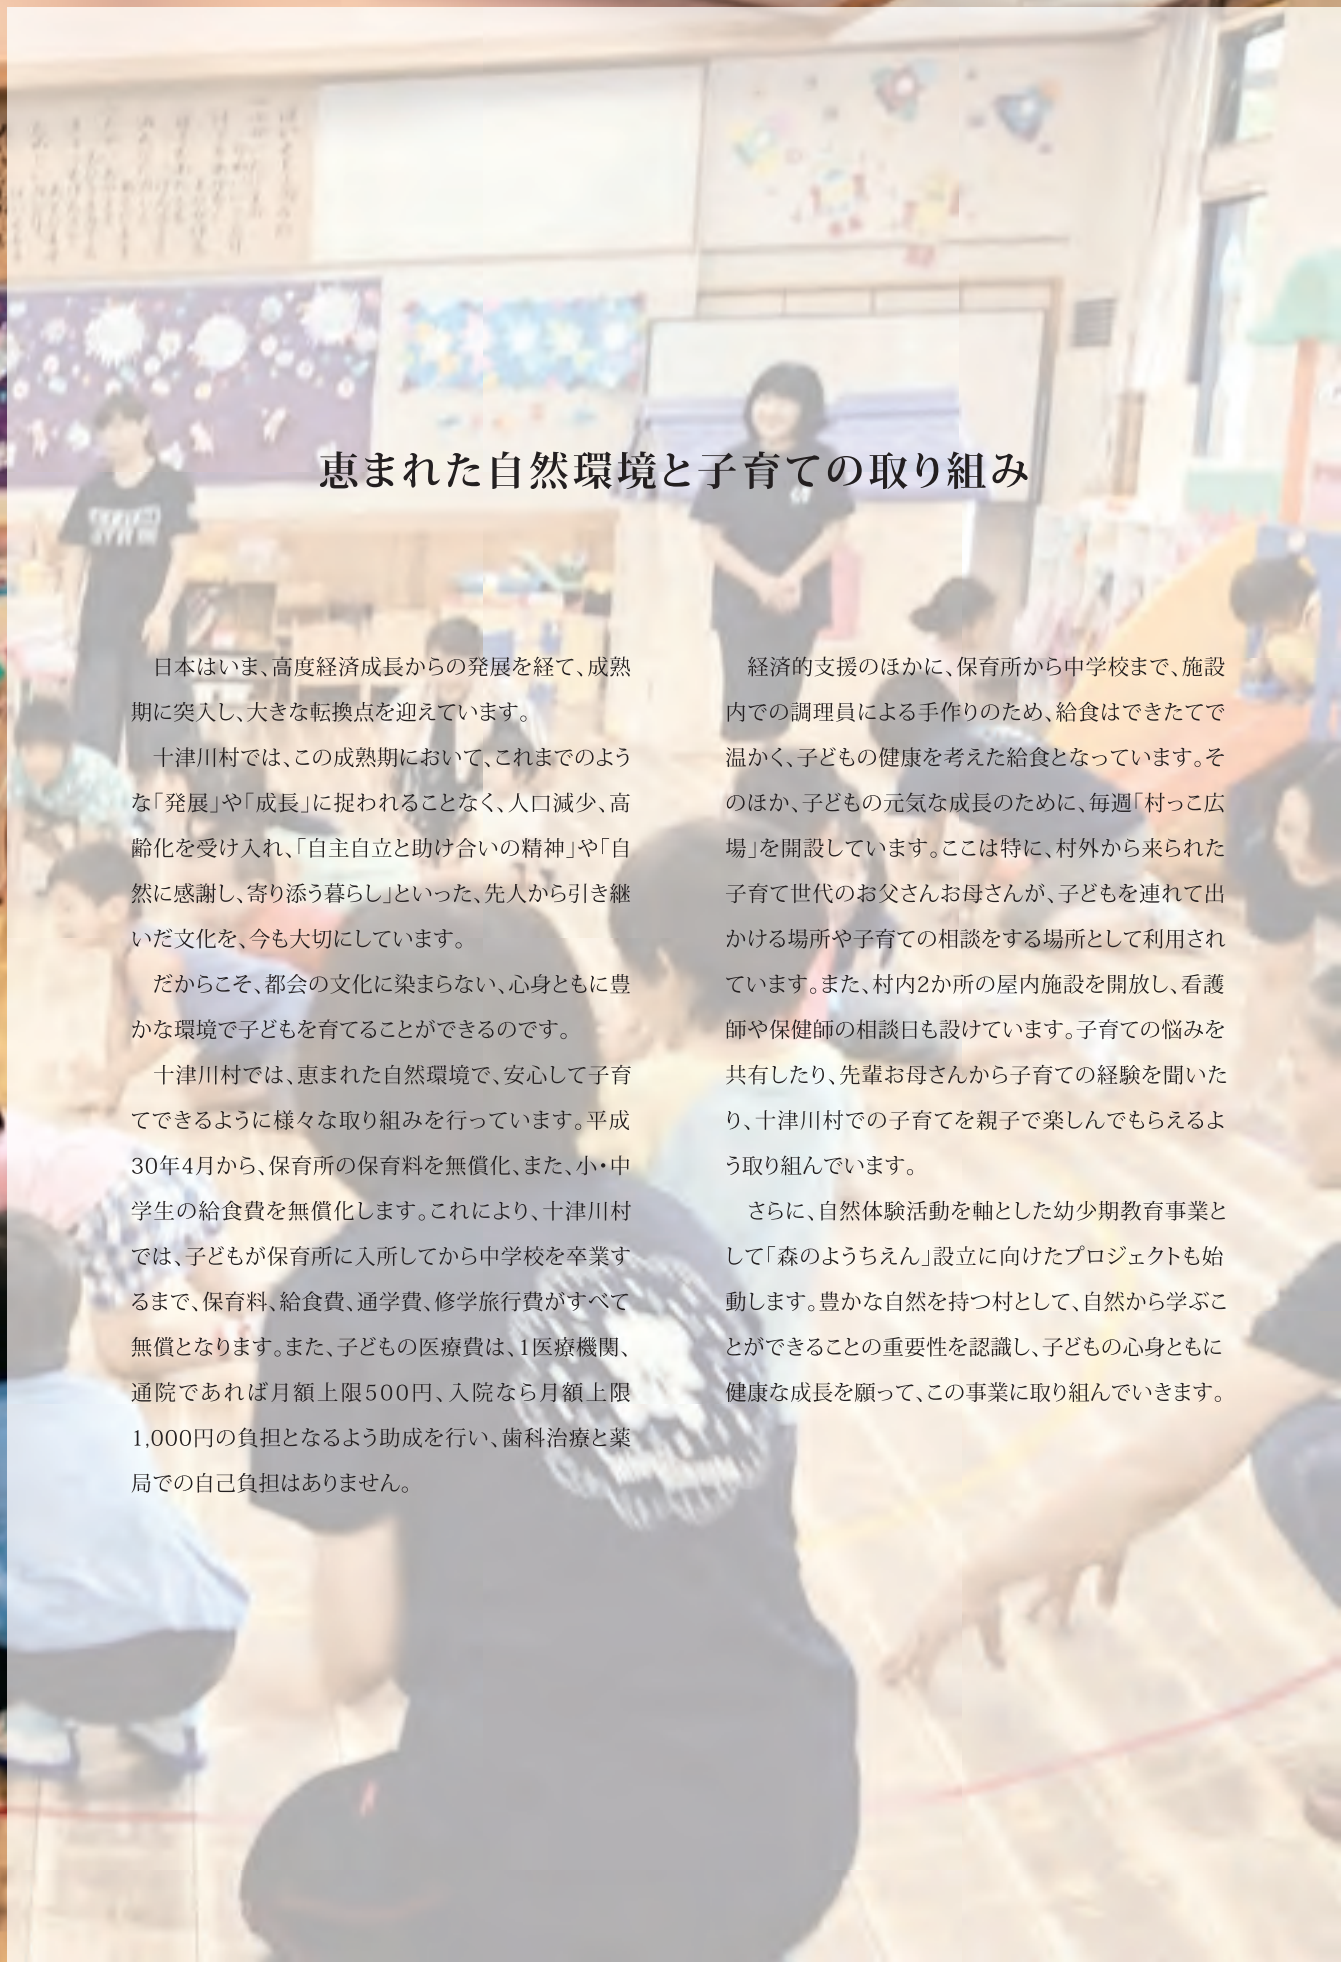 恵まれた自然環境と子育ての取り組み
日本はいま、高度経済成長からの発展を経て、成熟
期に突入し、大きな転換点を迎えています。
十津川村では、この成熟期において、これまでのよう
な「発展」や「成長」に捉われることなく、人口減少、高
齢化を受け入れ、「自主自立と助け合いの精神」や「自
然に感謝し、寄り添う暮らし」といった、先人から引き継
いだ文化を、今も大切にしています。
だからこそ、都会の文化に染まらない、心身ともに豊
かな環境で子どもを育てることができるのです。
十津川村では、恵まれた自然環境で、安心して子育
てできるように様々な取り組みを行っています。平成
30年4月から、保育所の保育料を無償化、また、小・中
学生の給食費を無償化します。これにより、十津川村
では、子どもが保育所に入所してから中学校を卒業す
るまで、保育料、給食費、通学費、修学旅行費がすべて
無償となります。また、子どもの医療費は、1医療機関、
通院であれば月額上限500円、入院なら月額上限
1,000円の負担となるよう助成を行い、歯科治療と薬
局での自己負担はありません。
経済的支援のほかに、保育所から中学校まで、施設
内での調理員による手作りのため、給食はできたてで
温かく、子どもの健康を考えた給食となっています。そ
のほか、子どもの元気な成長のために、毎週「村っこ広
場」を開設しています。ここは特に、村外から来られた
子育て世代のお父さんお母さんが、子どもを連れて出
かける場所や子育ての相談をする場所として利用され
ています。また、村内2か所の屋内施設を開放し、看護
師や保健師の相談日も設けています。子育ての悩みを
共有したり、先輩お母さんから子育ての経験を聞いた
り、十津川村での子育てを親子で楽しんでもらえるよ
う取り組んでいます。
さらに、自然体験活動を軸とした幼少期教育事業と
して「森のようちえん」設立に向けたプロジェクトも始
動します。豊かな自然を持つ村として、自然から学ぶこ
とができることの重要性を認識し、子どもの心身ともに
健康な成長を願って、この事業に取り組んでいきます。